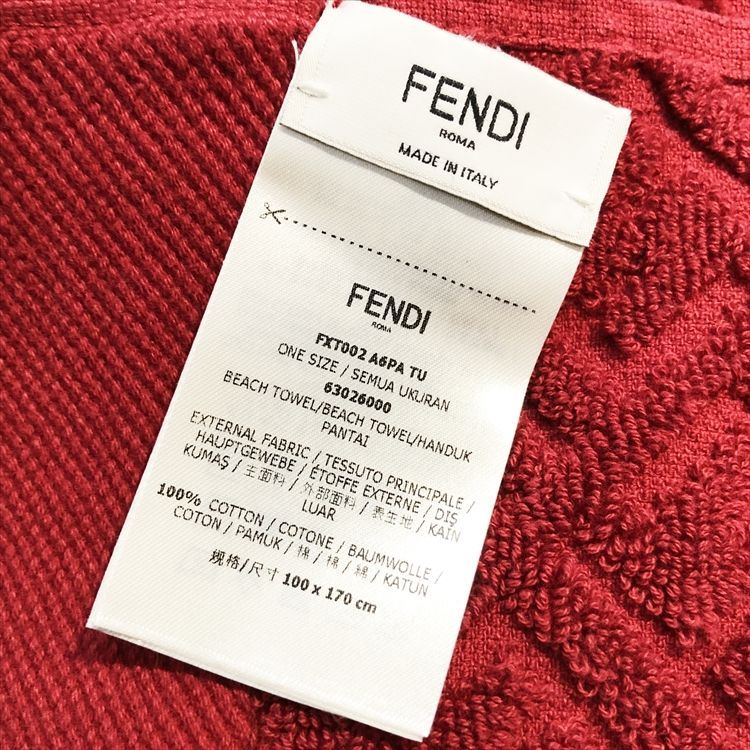 FENDI
ROMA
MADE IN ITALY
FENDI
ROMA
FXT002 A6PA TU
ONE SIZE / SEMUA UKURAN
63026000
BEACH TOWEL/BEACH TOWEL/HANDUK
PANTAI
EXTERNAL FABRIC / TESSUTO PRINCIPALE /
HAUPTGEWEBE / ÉTOFFE EXTERNE / DIŞ
KUMAŞ / 主面料 / 外部面料 / 表生地 / KAIN
LUAR
100% COTTON / COTONE / BAUMWOLLE /
COTON / PAMUK / 棉 / 棉 / 綿 / KATUN
规格/尺寸 100 x 170 cm